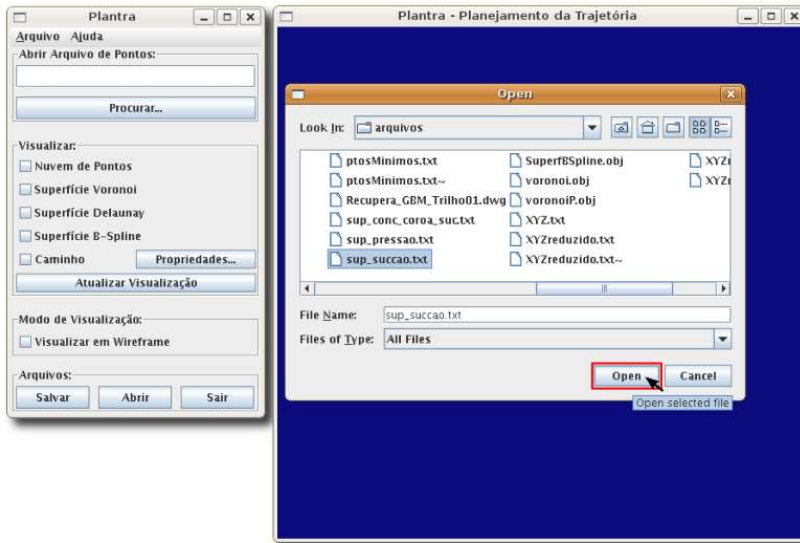 Plantra
Arquivo Ajuda
Abrir Arquivo de Pontos:
Procurar...
Visualizar:
Nuvem de Pontos
Superfície Voronoi
Superfície Delaunay
Superfície B-Spline
Caminho Propriedades...
Atualizar Visualização
Modo de Visualização:
Visualizar em Wireframe
Arquivos:
Salvar Abrir Sair
Plantra - Planejamento da Trajetória
Open
Look In: arquivos
ptosMinimos.txt
ptosMinimos.txt~
Recupera_GBM_Trilho01.dwg
sup_conc_coroa_suc.txt
sup_pressao.txt
sup_succao.txt
SuperfBSpline.obj
voronoi.obj
voronoiP.obj
XYZ.txt
XYZreduzido.txt
XYZreduzido.txt~
File Name: sup_succao.txt
Files of Type: All Files
Open Cancel
Open selected file